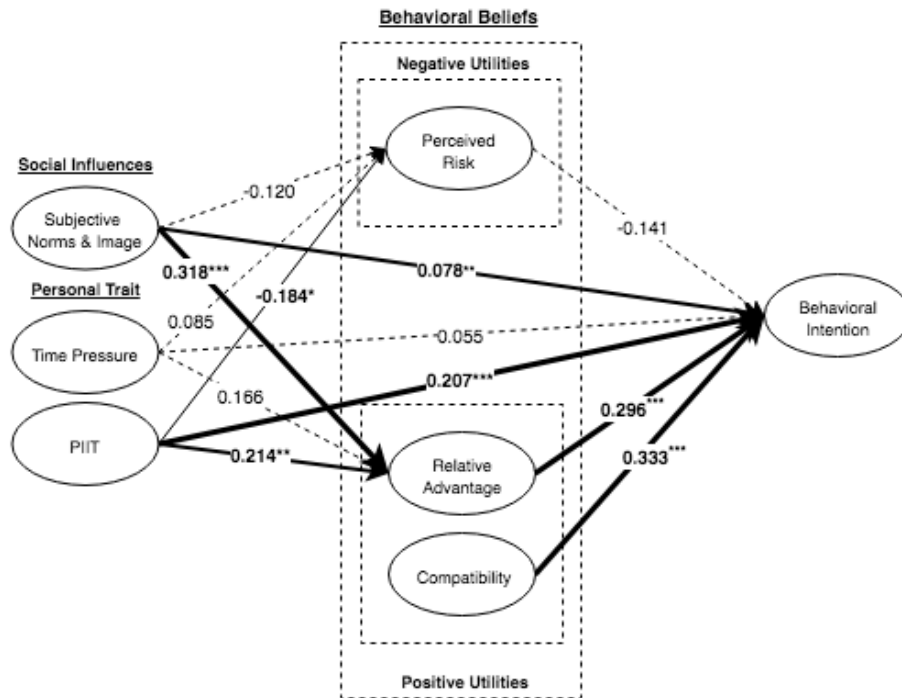 Behavioral Beliefs
Negative Utilities
Perceived
Risk
Social Influences
-0.120
Subjective
Norms & Image
-0.141
0.318***
0.078**
Personal Trait
-0.184*
Behavioral
Intention
0.085
-0.055
Time Pressure
0.207***
0.166
0.296***
PIIT
0.214**
Relative
Advantage
0.333***
Compatibility
Positive Utilities